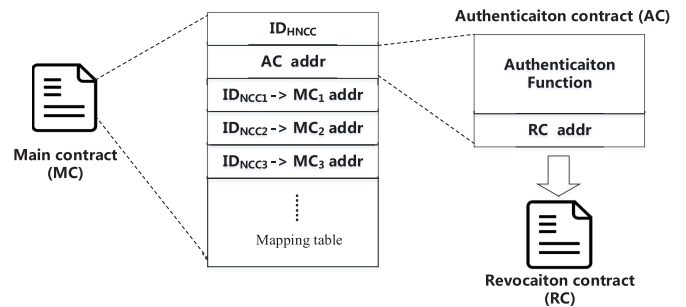 Main contract
(MC)
ID_HNCC
AC addr
ID_NCC1 -> MC_1 addr
ID_NCC2 -> MC_2 addr
ID_NCC3 -> MC_3 addr
Mapping table
Authenticaiton contract (AC)
Authenticaiton
Function
RC addr
Revocaiton contract
(RC)